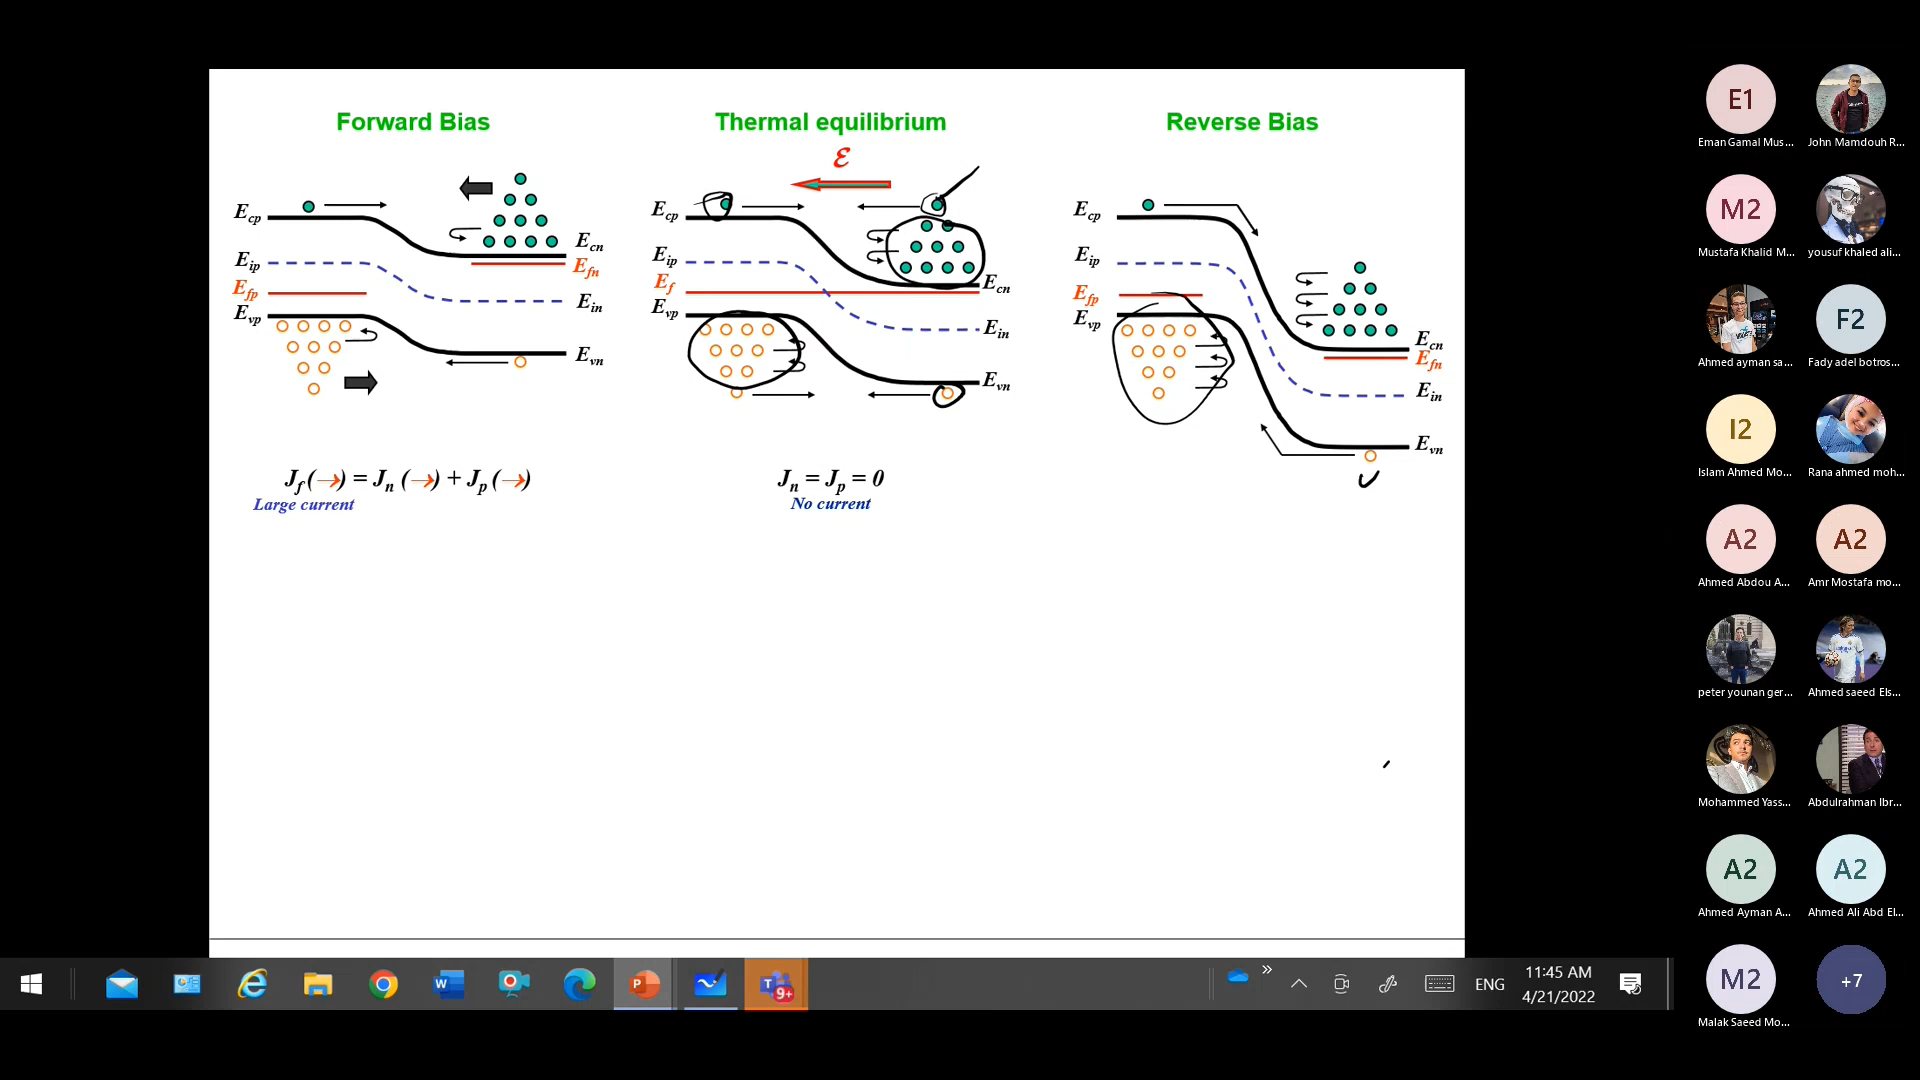 Forward Bias
Thermal equilibrium
Reverse Bias
ℰ
Ecp
Eip
Efp
Evp
Ecn
Efn
Ein
Evn
Ecp
Eip
Ef
Evp
Ecn
Ein
Evn
Ecp
Eip
Efp
Evp
Ecn
Efn
Ein
Evn
Jf (→) = Jn (→) + Jp (→)
Large current
Jn = Jp = 0
No current
E1
Eman Gamal Mus...
John Mamdouh R...
M2
Mustafa Khalid M...
yousuf khaled ali...
Ahmed ayman sa...
F2
Fady adel botros...
I2
Islam Ahmed Mo...
Rana ahmed moh...
A2
Ahmed Abdou A...
A2
Amr Mostafa mo...
peter younan ger...
Ahmed saeed Els...
Mohammed Yass...
Abdulrahman Ibr...
A2
Ahmed Ayman A...
A2
Ahmed Ali Abd El...
M2
Malak Saeed Mo...
+7
9+
ENG
11:45 AM
4/21/2022